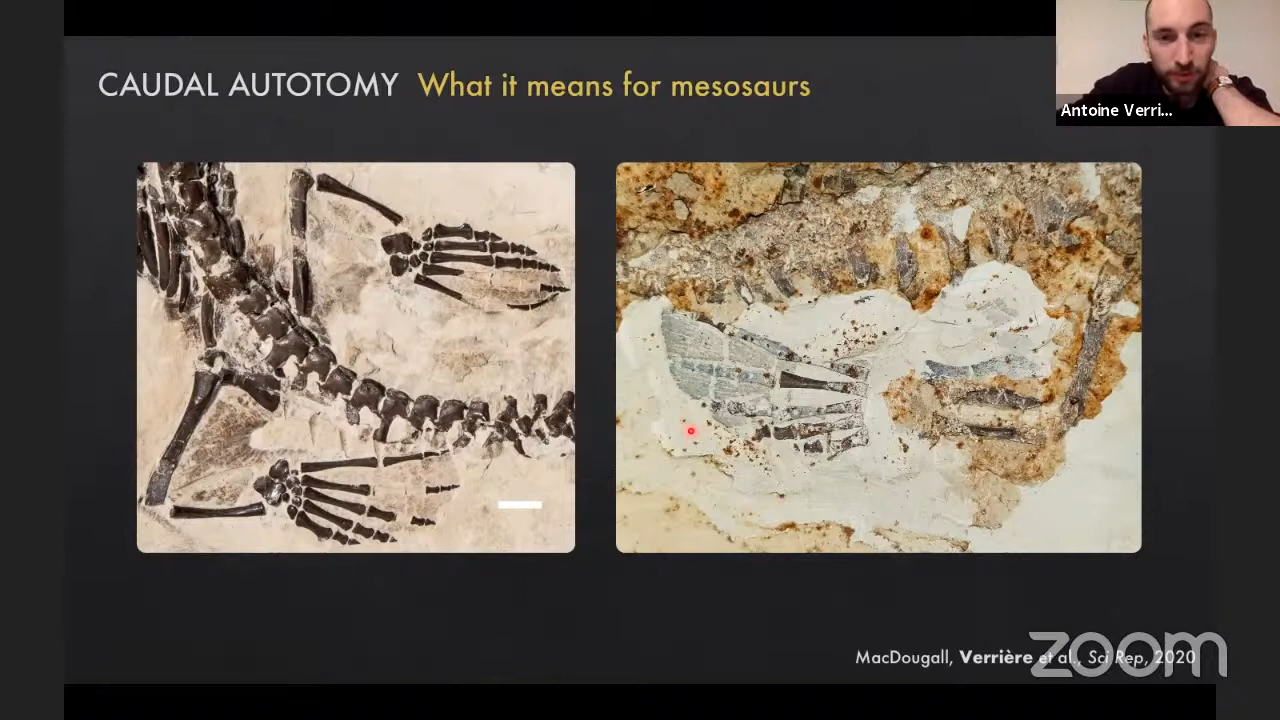 CAUDAL AUTOTOMY What it means for mesosaurs
Antoine Verri...
MacDougall, Verrière et al., Sci Rep, 2020
zoom